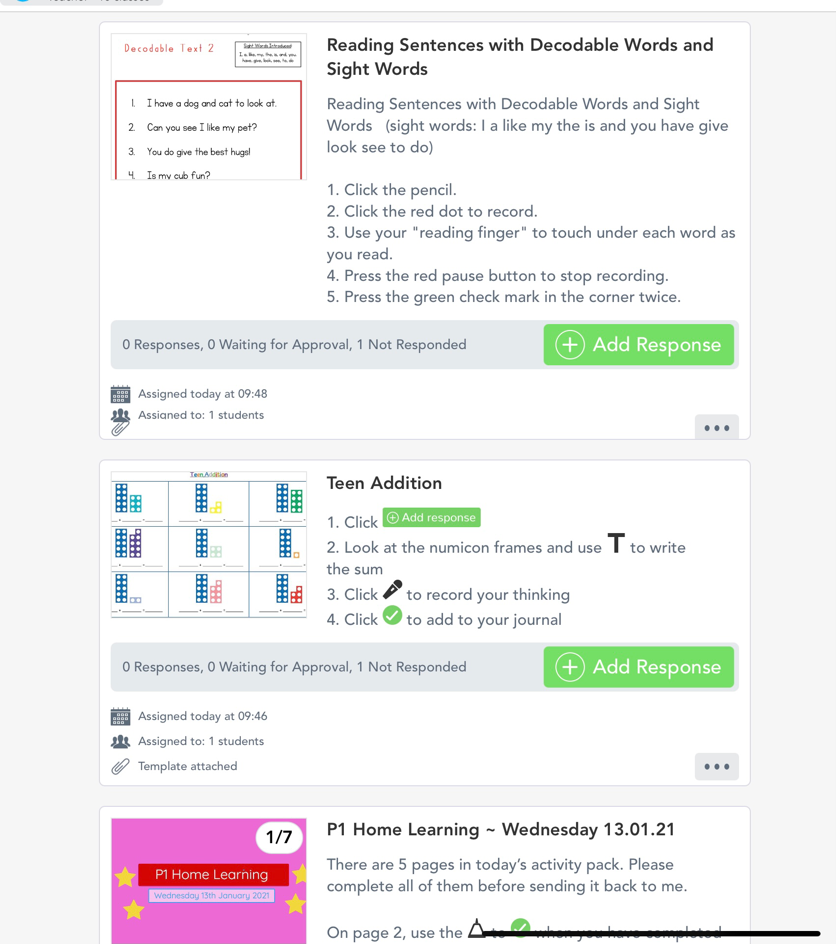 Decodable Text 2
Sight Words Introduced
I, a, like, my, the, is, and, you,
have, give, look, see, to, do
1. I have a dog and cat to look at.
2. Can you see I like my pet?
3. You do give the best hugs!
4. Is my cub fun?
Reading Sentences with Decodable Words and
Sight Words
Reading Sentences with Decodable Words and Sight
Words (sight words: I a like my the is and you have give
look see to do)
1. Click the pencil.
2. Click the red dot to record.
3. Use your "reading finger" to touch under each word as
you read.
4. Press the red pause button to stop recording.
5. Press the green check mark in the corner twice.
0 Responses, 0 Waiting for Approval, 1 Not Responded
Add Response
Assigned today at 09:48
Assigned to: 1 students
Teen Addition
Teen Addition
1. Click Add response
2. Look at the numicon frames and use T to write
the sum
3. Click to record your thinking
4. Click to add to your journal
0 Responses, 0 Waiting for Approval, 1 Not Responded
Add Response
Assigned today at 09:46
Assigned to: 1 students
Template attached
1/7
P1 Home Learning
Wednesday 13th January 2021
P1 Home Learning ~ Wednesday 13.01.21
There are 5 pages in today's activity pack. Please
complete all of them before sending it back to me.
On page 2, use the to when you have completed